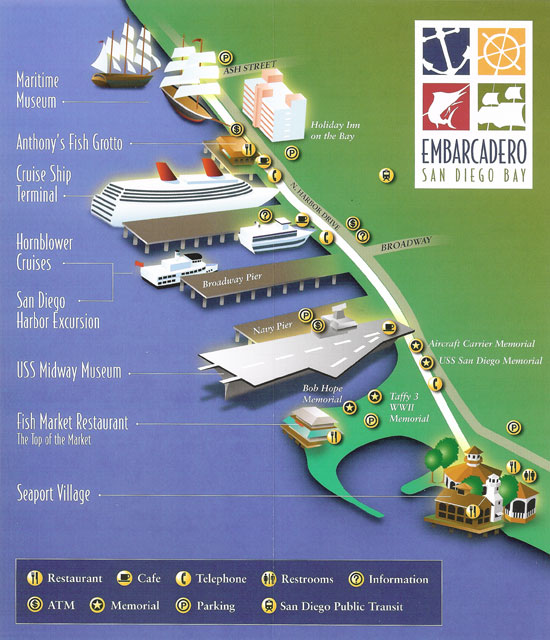 ASH STREET
Maritime
Museum
Holiday Inn
on the Bay
Anthony's Fish Grotto
EMBARCADERO
SAN DIEGO BAY
Cruise Ship
Terminal
N. HARBOR DRIVE
BROADWAY
Hornblower
Cruises
Broadway Pier
San Diego
Harbor Excursion
Navy Pier
Aircraft Carrier Memorial
USS San Diego Memorial
USS Midway Museum
Bob Hope
Memorial
Taffy 3
WWII
Memorial
Fish Market Restaurant
The Top of the Market
Seaport Village
Restaurant
Cafe
Telephone
Restrooms
Information
ATM
Memorial
Parking
San Diego Public Transit